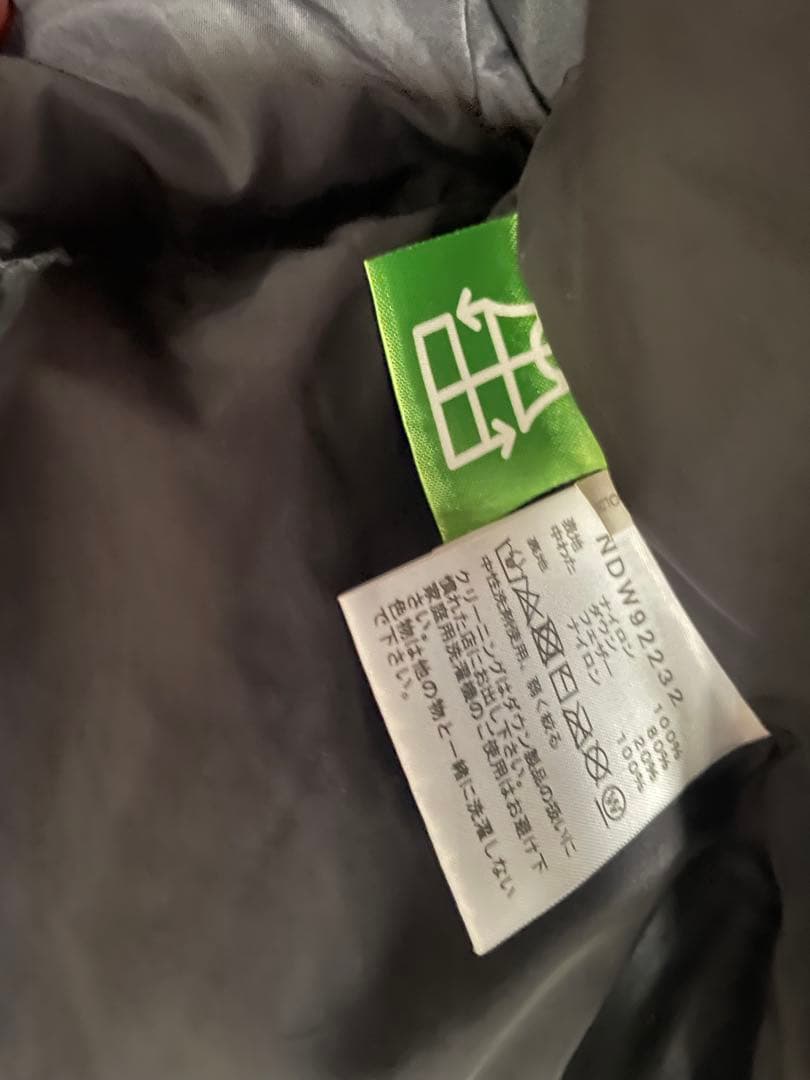 NDW92232
表地 ナイロン 100%
中わた ダウン 80%
フェザー 20%
裏地 ナイロン 100%
中性洗剤使用、弱く絞る
クリーニングはダウン製品の扱いに
慣れた店にお出し下さい。
家庭用洗濯機のご使用はお避け下
さい。
色物は他の物と一緒に洗濯しない
で下さい。